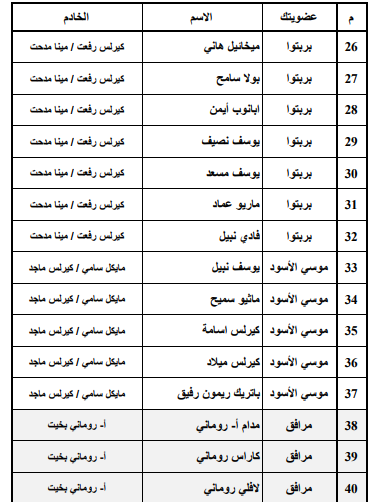 م عضويتك الاسم الخادم
26 بربتوا ميخائيل هاني كيرلس رفعت / مينا مدحت
27 بربتوا بولا سامح كيرلس رفعت / مينا مدحت
28 بربتوا ابانوب أيمن كيرلس رفعت / مينا مدحت
29 بربتوا يوسف نصيف كيرلس رفعت / مينا مدحت
30 بربتوا يوسف مسعد كيرلس رفعت / مينا مدحت
31 بربتوا ماريو عماد كيرلس رفعت / مينا مدحت
32 بربتوا فادي نبيل كيرلس رفعت / مينا مدحت
33 موسي الأسود يوسف نبيل مايكل سامي / كيرلس ماجد
34 موسي الأسود ماثيو سميح مايكل سامي / كيرلس ماجد
35 موسي الأسود كيرلس اسامة مايكل سامي / كيرلس ماجد
36 موسي الأسود كيرلس ميلاد مايكل سامي / كيرلس ماجد
37 موسي الأسود باتريك ريمون رفيق مايكل سامي / كيرلس ماجد
38 مرافق مدام أ- روماني أ- روماني بخيت
39 مرافق كاراس روماني أ- روماني بخيت
40 مرافق لافلي روماني أ- روماني بخيت